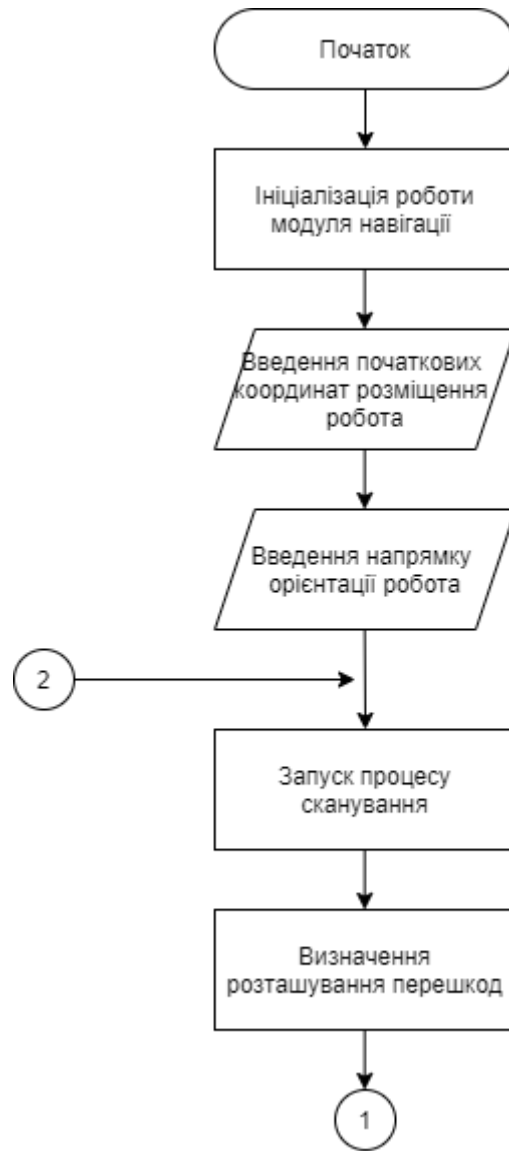 Початок
Ініціалізація роботи
модуля навігації
Введення початкових
координат розміщення
робота
Введення напрямку
орієнтації робота
2
Запуск процесу
сканування
Визначення
розташування перешкод
1